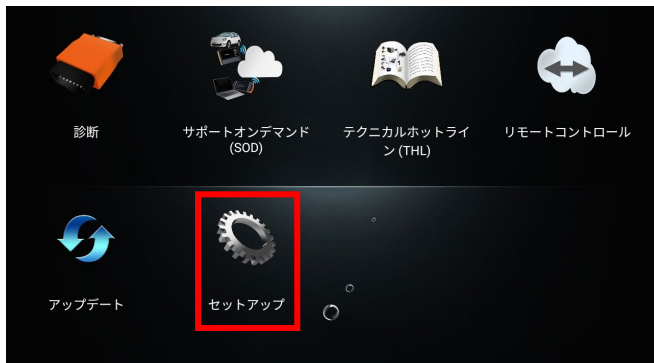 診断
サポートオンデマンド
(SOD)
テクニカルホットライ
ン (THL)
リモートコントロール
アップデート
セットアップ